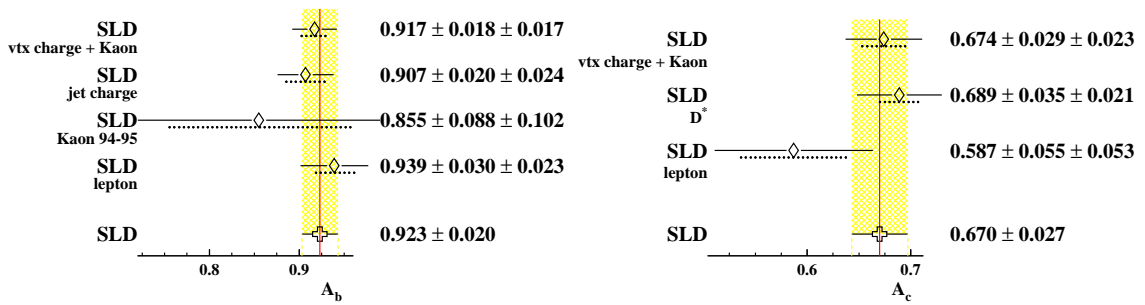 SLD
vtx charge + Kaon
0.917 ± 0.018 ± 0.017
SLD
jet charge
0.907 ± 0.020 ± 0.024
SLD
Kaon 94-95
0.855 ± 0.088 ± 0.102
SLD
lepton
0.939 ± 0.030 ± 0.023
SLD
0.923 ± 0.020
0.8 0.9
A_b
SLD
vtx charge + Kaon
0.674 ± 0.029 ± 0.023
SLD
D*
0.689 ± 0.035 ± 0.021
SLD
lepton
0.587 ± 0.055 ± 0.053
SLD
0.670 ± 0.027
0.6 0.7
A_c